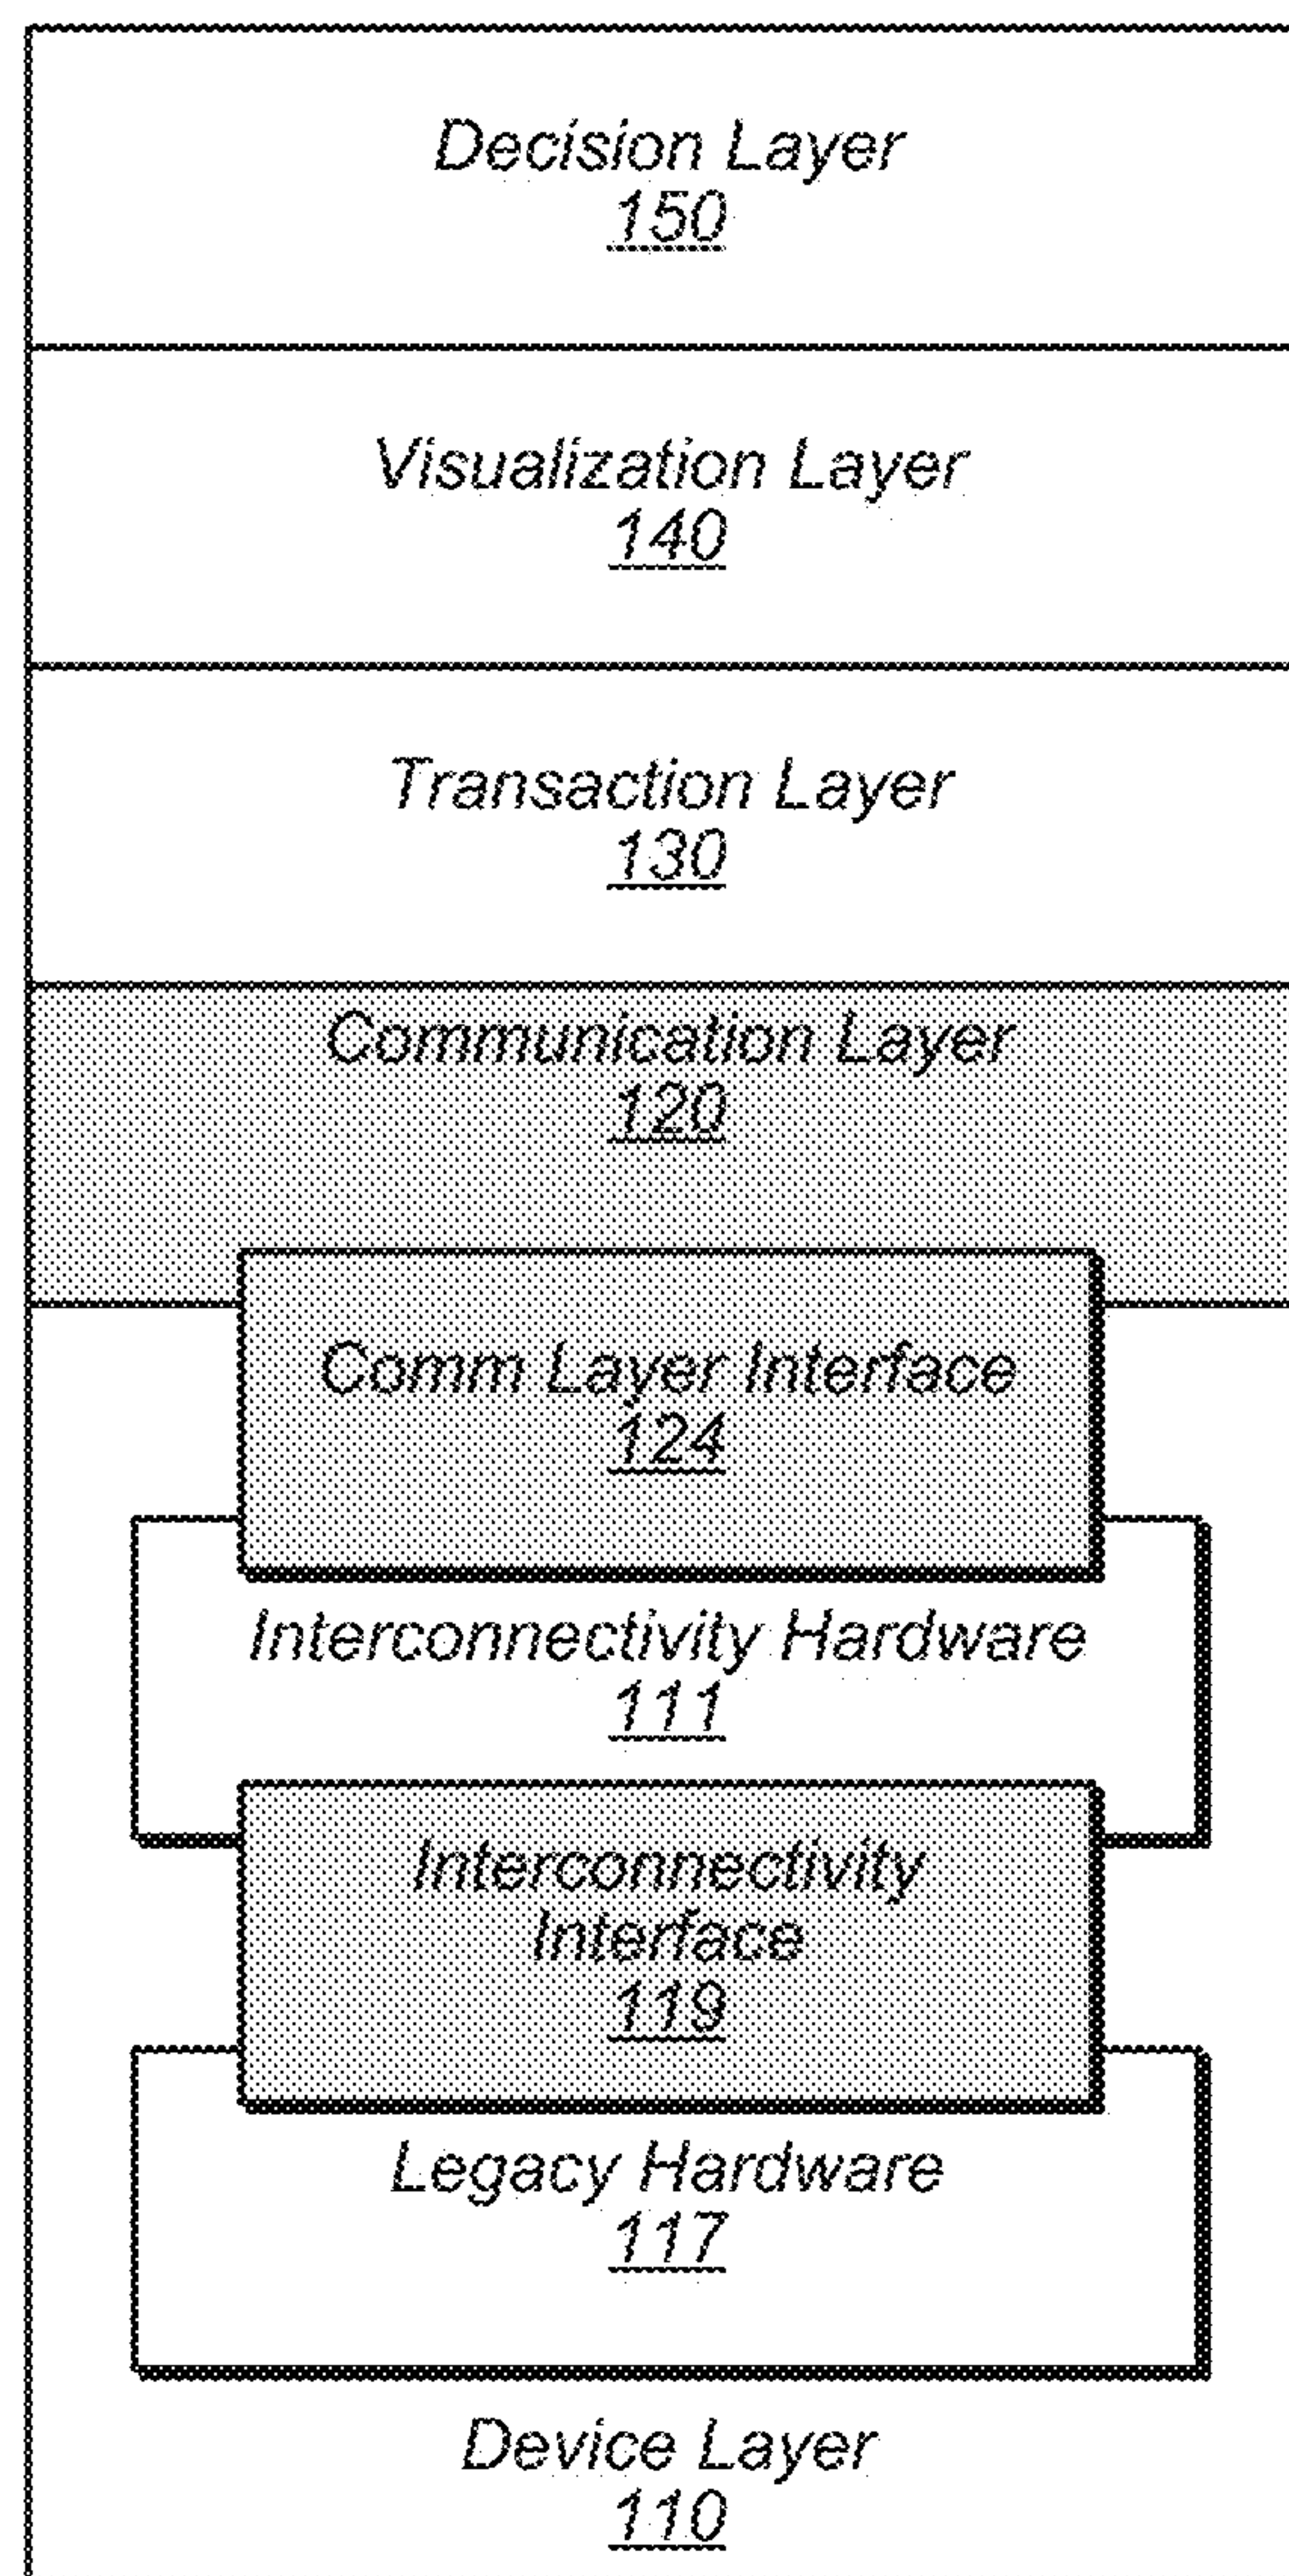 Decision Layer
150
Visualization Layer
140
Transaction Layer
130
Communication Layer
120
Comm Layer Interface
124
Interconnectivity Hardware
111
Interconnectivity
Interface
119
Legacy Hardware
117
Device Layer
110